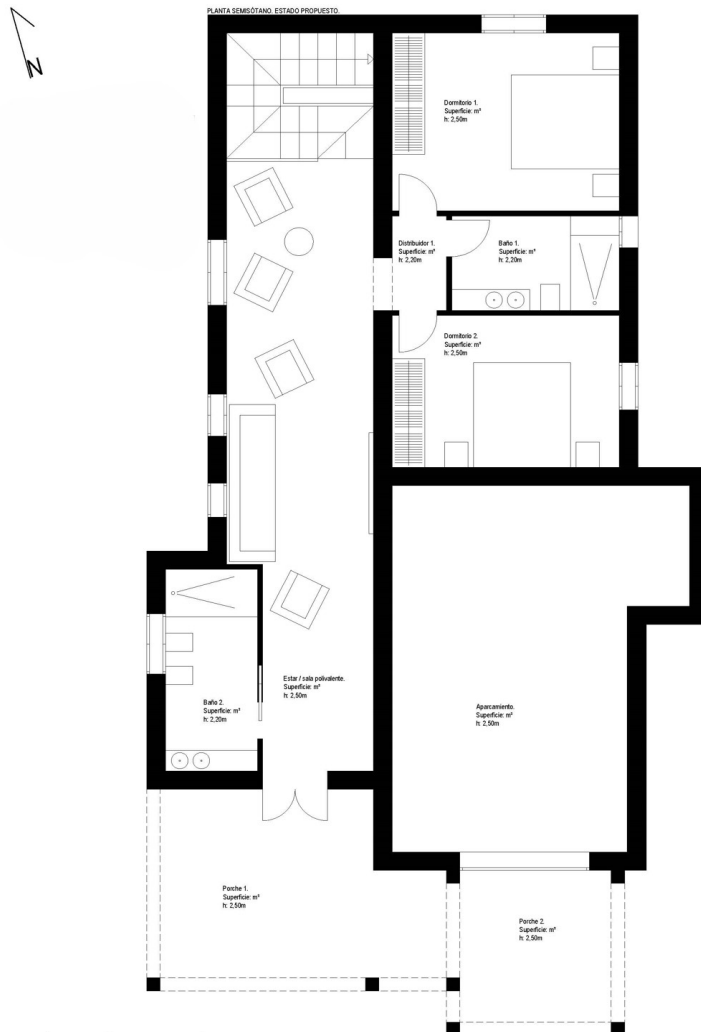 PLANTA SEMISÓTANO. ESTADO PROPUESTO.
N
Dormitorio 1.
Superficie: m²
h: 2,50m
Distribuidor 1.
Superficie: m²
h: 2,20m
Baño 1.
Superficie: m²
h: 2,20m
Dormitorio 2.
Superficie: m²
h: 2,50m
Estar / sala polivalente.
Superficie: m²
h: 2,50m
Baño 2.
Superficie: m²
h: 2,20m
Aparcamiento.
Superficie: m²
h: 2,50m
Porche 1.
Superficie: m²
h: 2,50m
Porche 2.
Superficie: m²
h: 2,50m